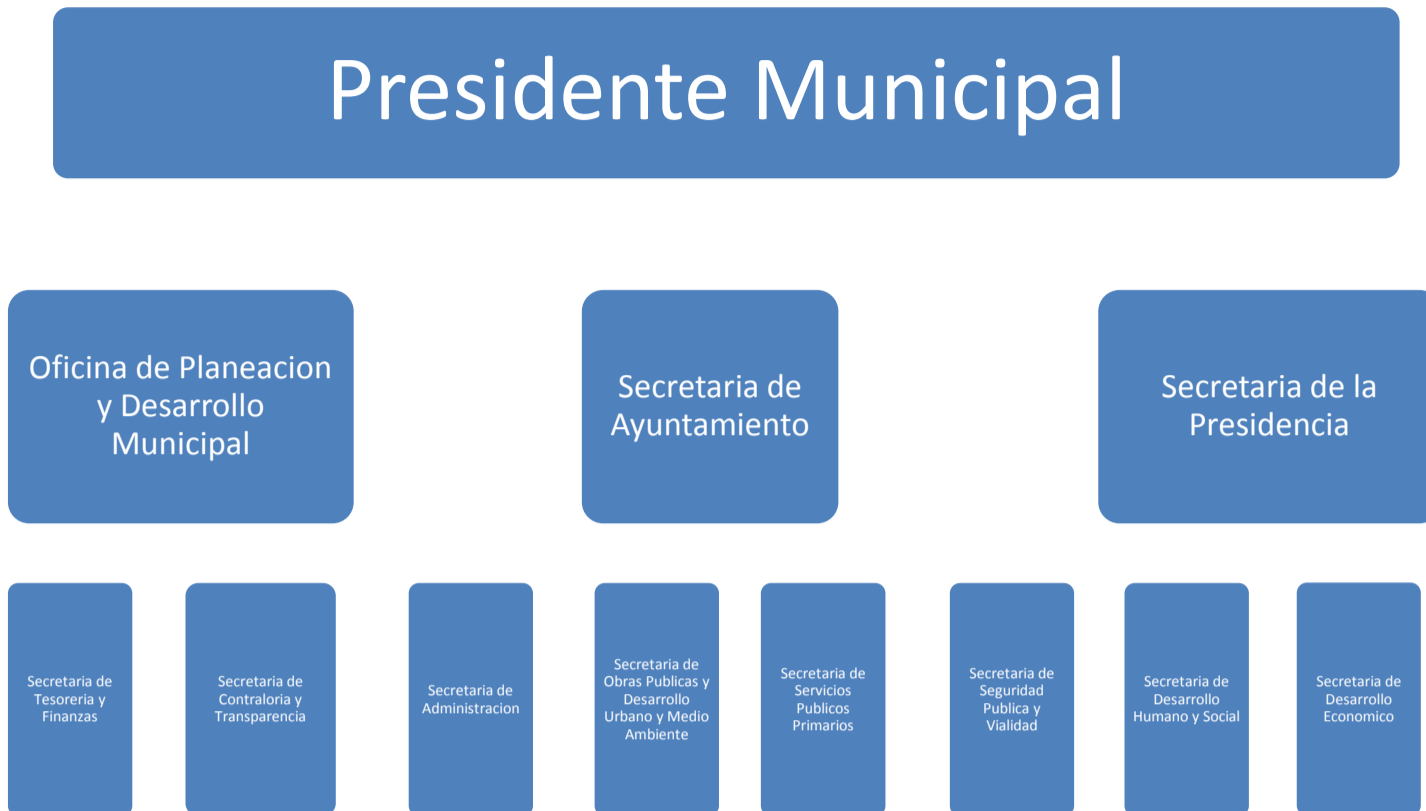 Presidente Municipal
Oficina de Planeacion
y Desarrollo
Municipal
Secretaria de
Ayuntamiento
Secretaria de la
Presidencia
Secretaria de
Tesoreria y
Finanzas
Secretaria de
Contraloria y
Transparencia
Secretaria de
Administracion
Secretaria de
Obras Publicas y
Desarrollo
Urbano y Medio
Ambiente
Secretaria de
Servicios
Publicos
Primarios
Secretaria de
Seguridad
Publica y
Vialidad
Secretaria de
Desarrollo
Humano y Social
Secretaria de
Desarrollo
Economico